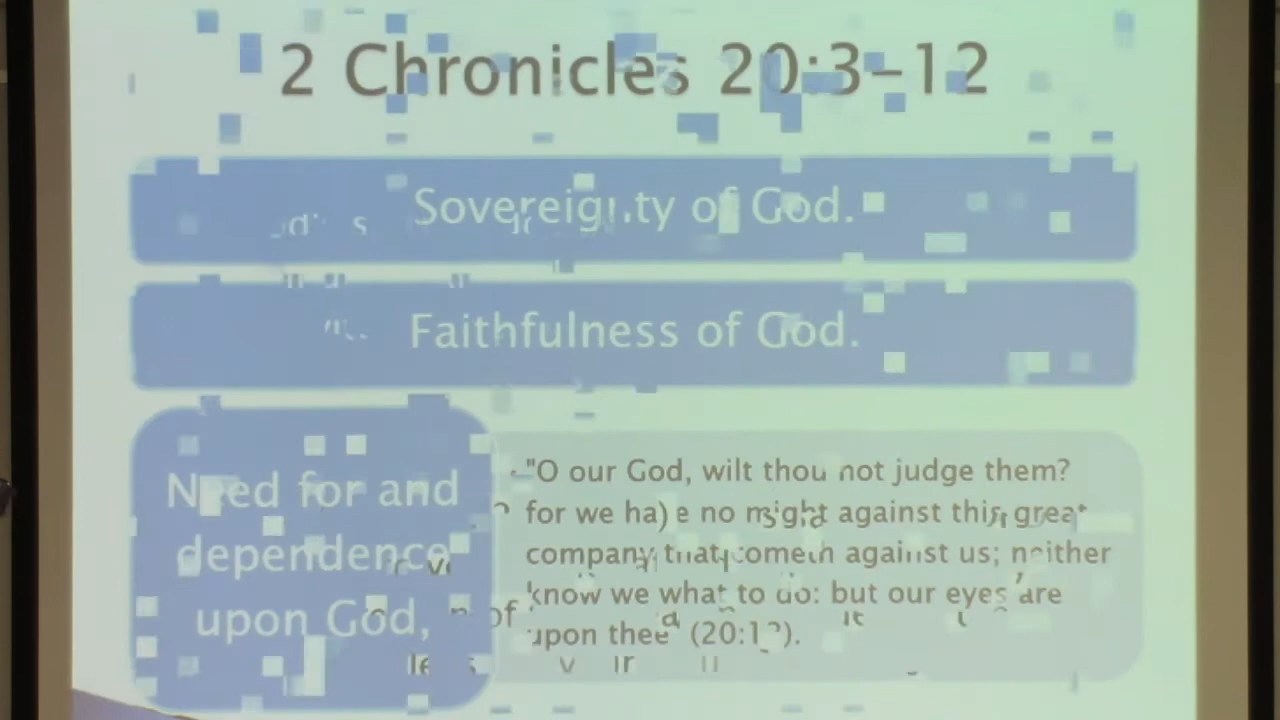 2 Chronicles 20:3–12
Sovereignty of God.
Faithfulness of God.
Need for and
dependence
upon God,
"O our God, wilt thou not judge them?
for we have no might against this great
company that cometh against us; neither
know we what to do: but our eyes are
upon thee" (20:12).